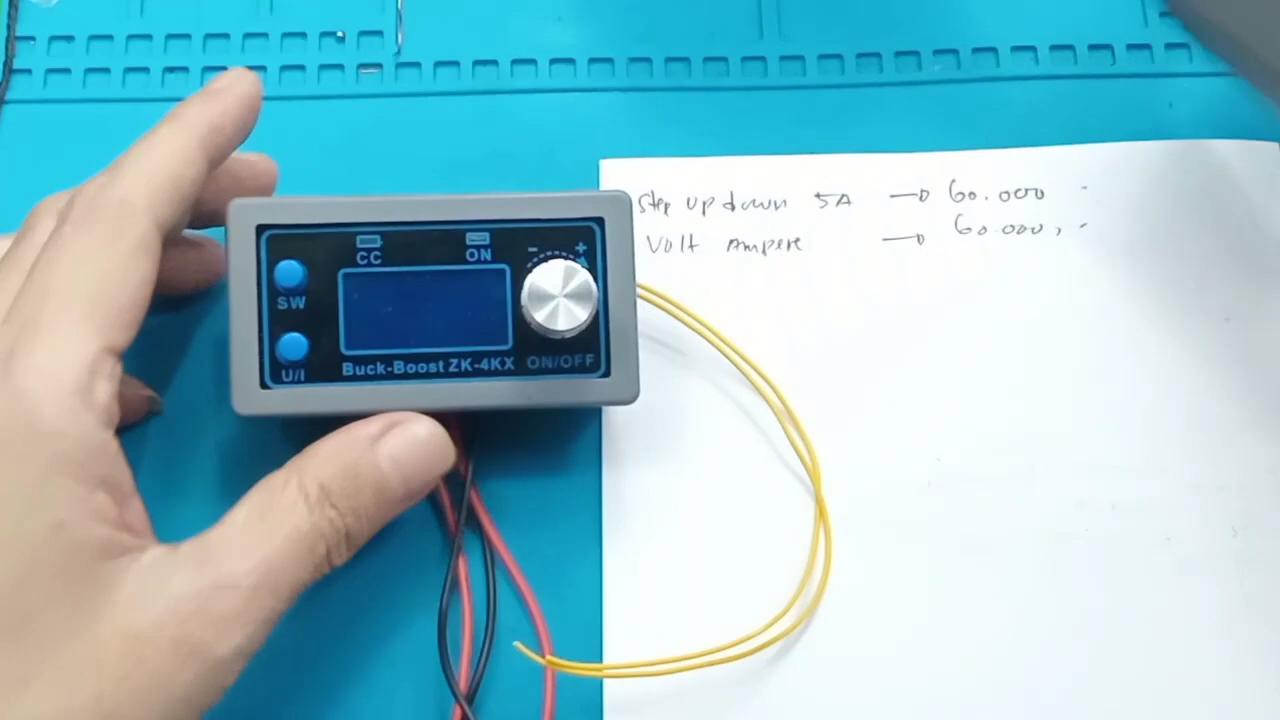 CC
ON
- +
SW
U/I
Buck-Boost ZK-4KX
ON/OFF
Step up down 5A → 60.000 -
Volt Ampere → 60.000, -